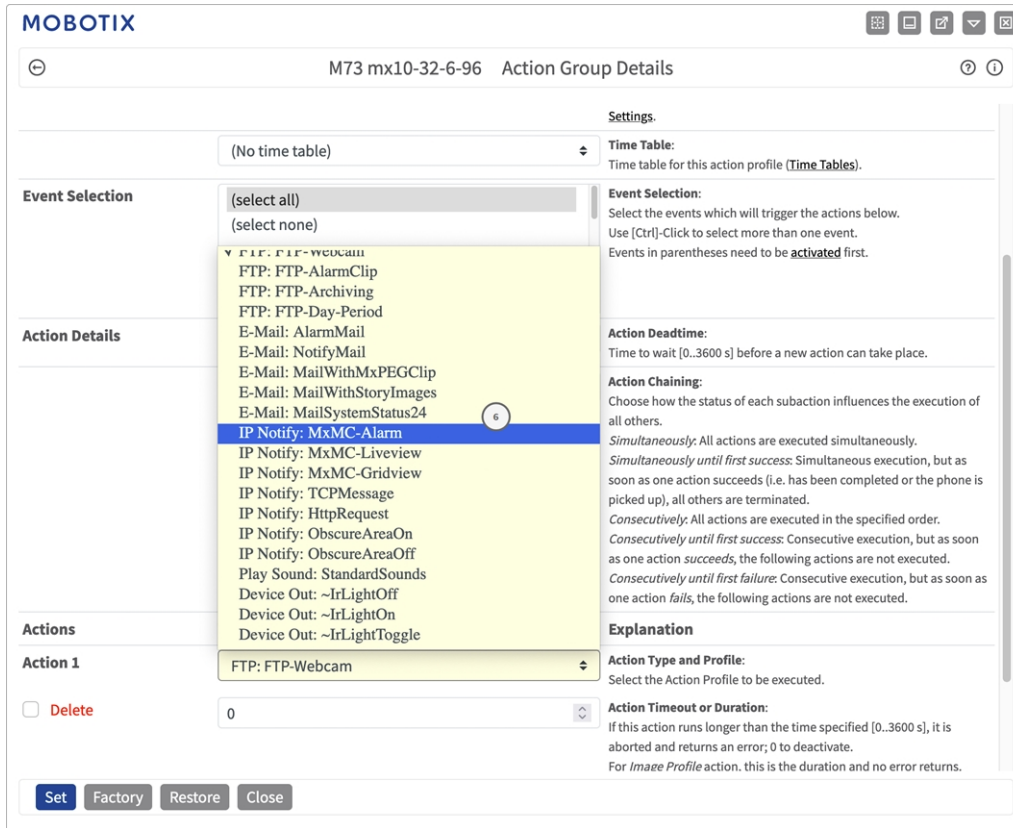 MOBOTIX
M73 mx10-32-6-96 Action Group Details
Settings.
(No time table)
Time Table:
Time table for this action profile (Time Tables).
Event Selection
(select all)
(select none)
Event Selection:
Select the events which will trigger the actions below.
Use [Ctrl]-Click to select more than one event.
Events in parentheses need to be activated first.
FTP: FTP-Webcam
FTP: FTP-AlarmClip
FTP: FTP-Archiving
FTP: FTP-Day-Period
E-Mail: AlarmMail
E-Mail: NotifyMail
E-Mail: MailWithMxPEGClip
E-Mail: MailWithStoryImages
E-Mail: MailSystemStatus24
6
IP Notify: MxMC-Alarm
IP Notify: MxMC-Liveview
IP Notify: MxMC-Gridview
IP Notify: TCPMessage
IP Notify: HttpRequest
IP Notify: ObscureAreaOn
IP Notify: ObscureAreaOff
Play Sound: StandardSounds
Device Out: ~IrLightOff
Device Out: ~IrLightOn
Device Out: ~IrLightToggle
Action Details
Action Deadtime:
Time to wait [0..3600 s] before a new action can take place.
Action Chaining:
Choose how the status of each subaction influences the execution of
all others.
Simultaneously: All actions are executed simultaneously.
Simultaneously until first success: Simultaneous execution, but as
soon as one action succeeds (i.e. has been completed or the phone is
picked up), all others are terminated.
Consecutively: All actions are executed in the specified order.
Consecutively until first success: Consecutive execution, but as soon
as one action succeeds, the following actions are not executed.
Consecutively until first failure: Consecutive execution, but as soon as
one action fails, the following actions are not executed.
Actions
Explanation
Action 1
FTP: FTP-Webcam
Action Type and Profile:
Select the Action Profile to be executed.
Delete
0
Action Timeout or Duration:
If this action runs longer than the time specified [0..3600 s], it is
aborted and returns an error; 0 to deactivate.
For Image Profile action, this is the duration and no error returns.
Set Factory Restore Close